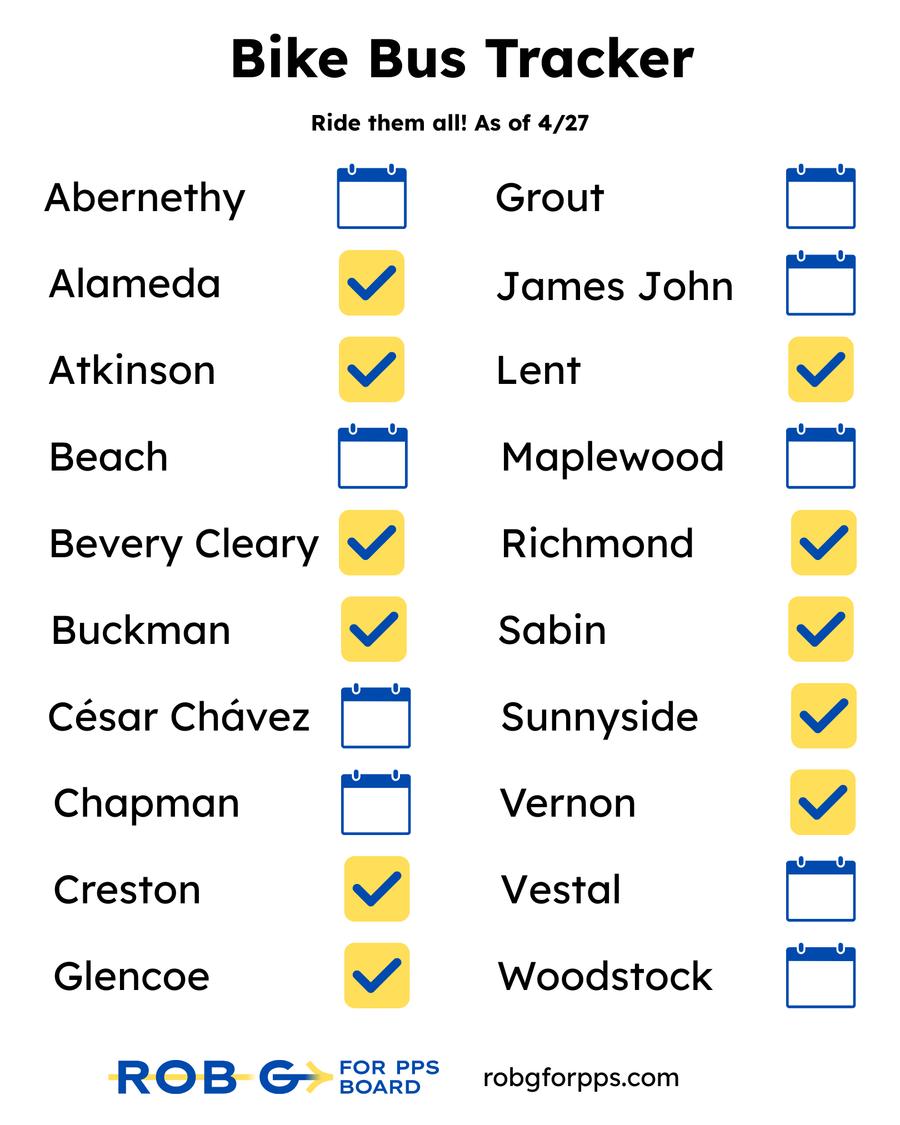 Bike Bus Tracker
Ride them all! As of 4/27
Abernethy
Alameda
Atkinson
Beach
Bevery Cleary
Buckman
César Chávez
Chapman
Creston
Glencoe
Grout
James John
Lent
Maplewood
Richmond
Sabin
Sunnyside
Vernon
Vestal
Woodstock
ROB G FOR PPS
BOARD
robgforpps.com